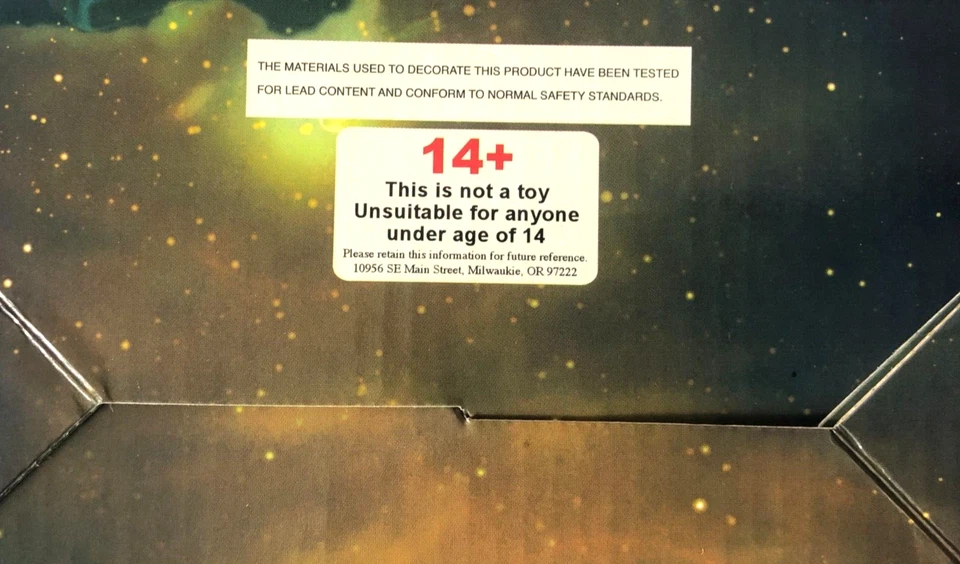 THE MATERIALS USED TO DECORATE THIS PRODUCT HAVE BEEN TESTED
FOR LEAD CONTENT AND CONFORM TO NORMAL SAFETY STANDARDS.
14+
This is not a toy
Unsuitable for anyone
under age of 14
Please retain this information for future reference.
10956 SE Main Street, Milwaukie, OR 97222